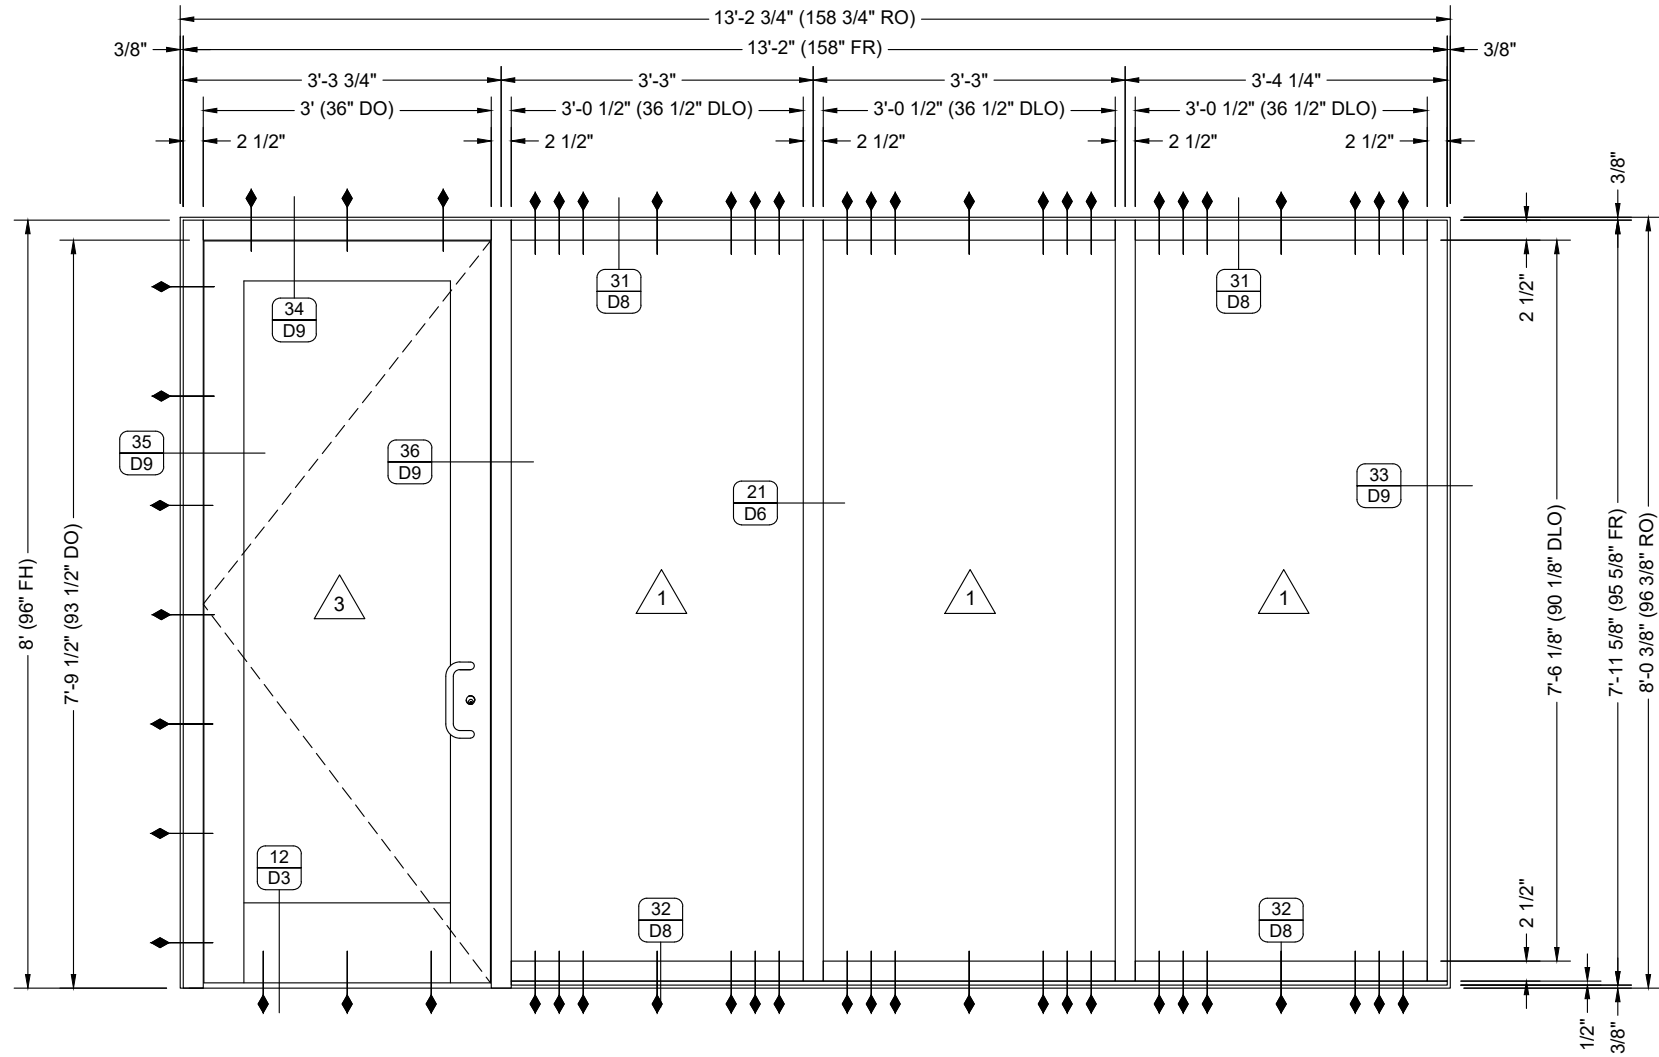 13'-2 3/4" (158 3/4" RO)
3/8"
13'-2" (158" FR)
3/8"
3'-3 3/4"
3'-3"
3'-3"
3'-4 1/4"
3' (36" DO)
3'-0 1/2" (36 1/2" DLO)
3'-0 1/2" (36 1/2" DLO)
3'-0 1/2" (36 1/2" DLO)
2 1/2"
2 1/2"
2 1/2"
2 1/2"
2 1/2"
3/8"
31
D8
31
D8
34
D9
2 1/2"
35
D9
36
D9
21
D6
33
D9
8' (96" FH)
7'-9 1/2" (93 1/2" DO)
3
1
1
1
7'-6 1/8" (90 1/8" DLO)
7'-11 5/8" (95 5/8" FR)
8'-0 3/8" (96 3/8" RO)
12
D3
32
D8
32
D8
2 1/2"
1/2"
3/8"